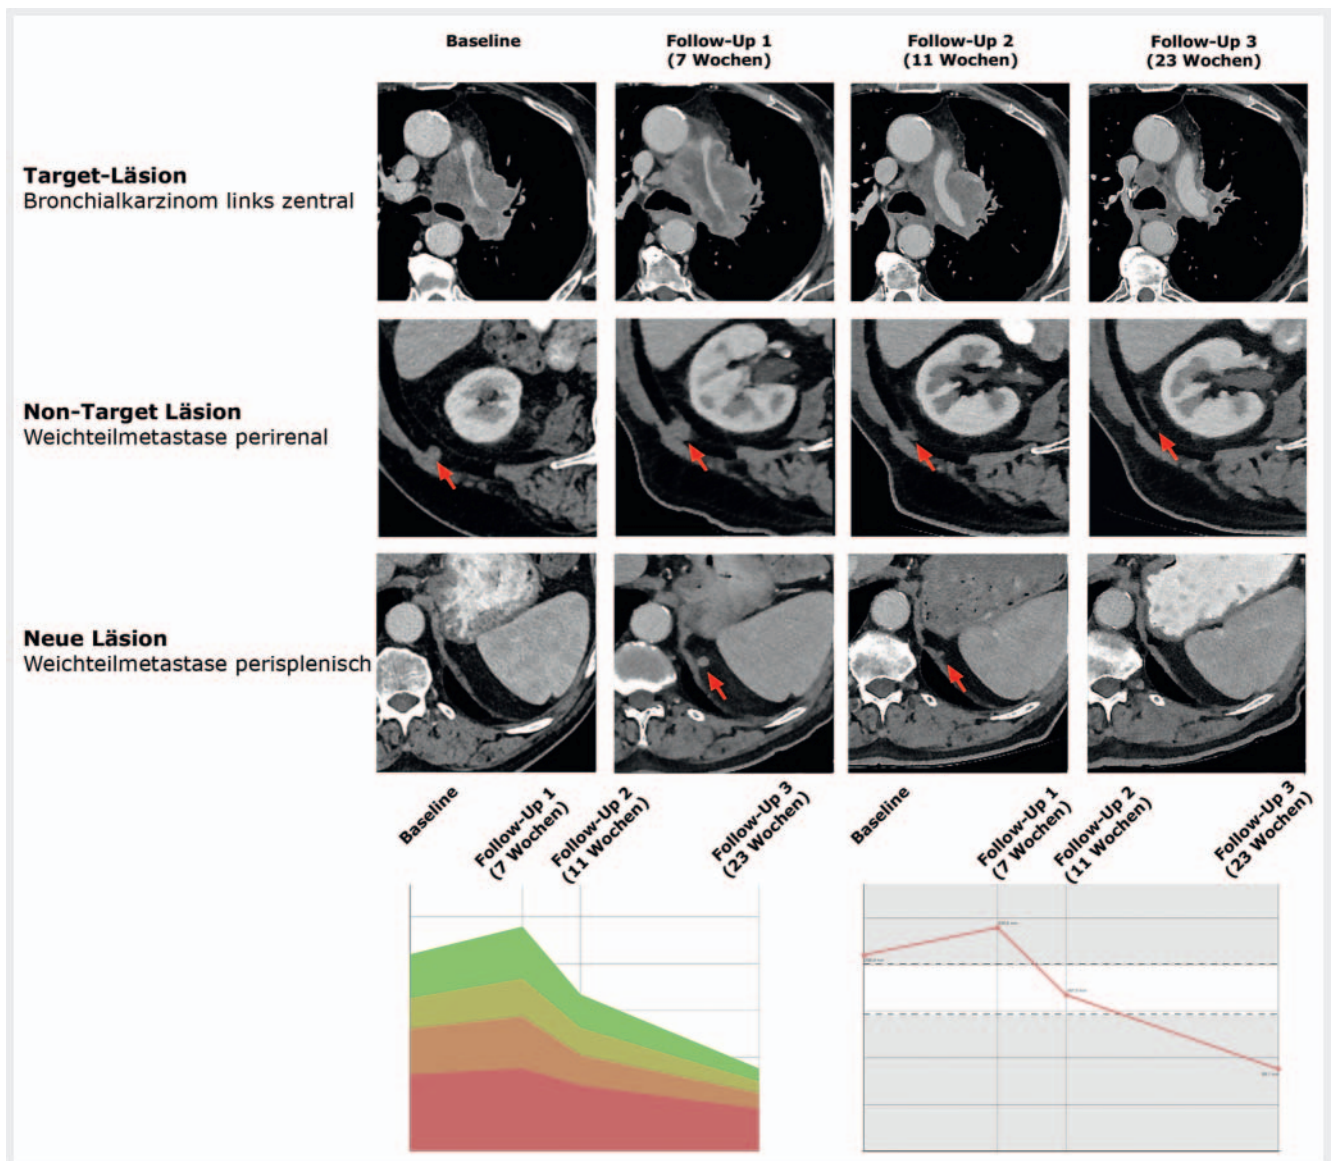 Baseline
Follow-Up 1
(7 Wochen)
Follow-Up 2
(11 Wochen)
Follow-Up 3
(23 Wochen)
Target-Läsion
Bronchialkarzinom links zentral
Non-Target Läsion
Weichteilmetastase perirenal
Neue Läsion
Weichteilmetastase perisplenisch
Baseline
Follow-Up 1
(7 Wochen)
Follow-Up 2
(11 Wochen)
Follow-Up 3
(23 Wochen)
Baseline
Follow-Up 1
(7 Wochen)
Follow-Up 2
(11 Wochen)
Follow-Up 3
(23 Wochen)